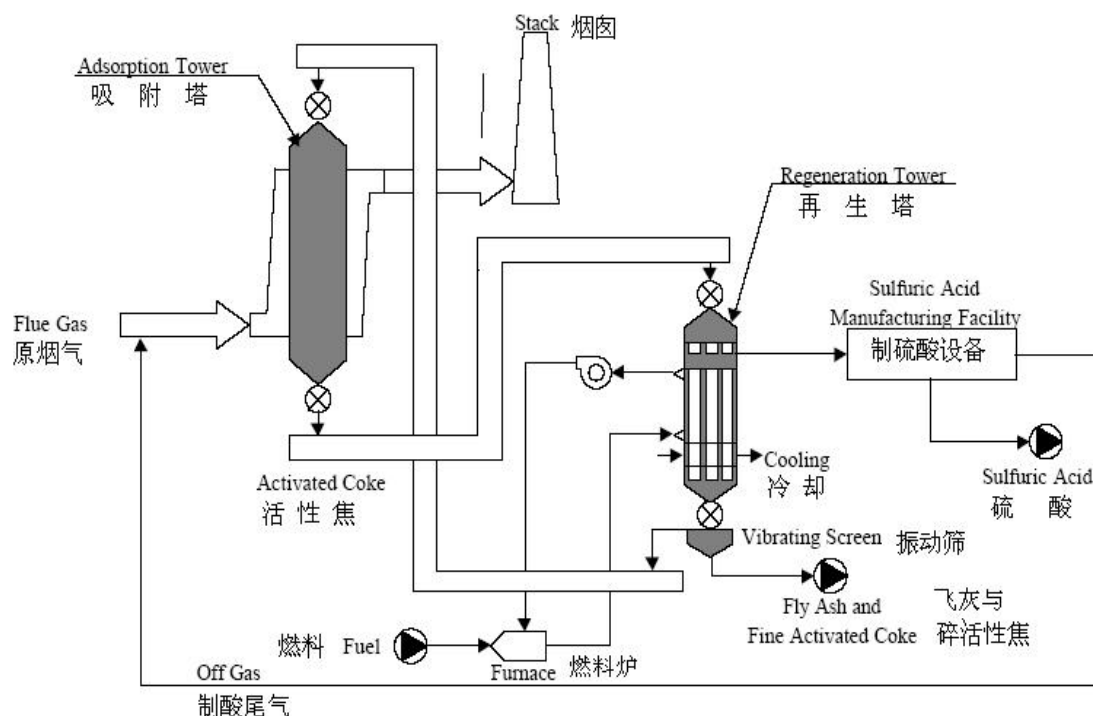 Stack 烟囱
Adsorption Tower
吸 附 塔
Regeneration Tower
再 生 塔
Flue Gas
原烟气
Sulfuric Acid
Manufacturing Facility
制硫酸设备
Activated Coke
活 性 焦
Cooling
冷 却
Sulfuric Acid
硫 酸
Vibrating Screen 振动筛
Fly Ash and 飞灰与
Fine Activated Coke 碎活性焦
燃料 Fuel
Furnace 燃料炉
Off Gas
制酸尾气